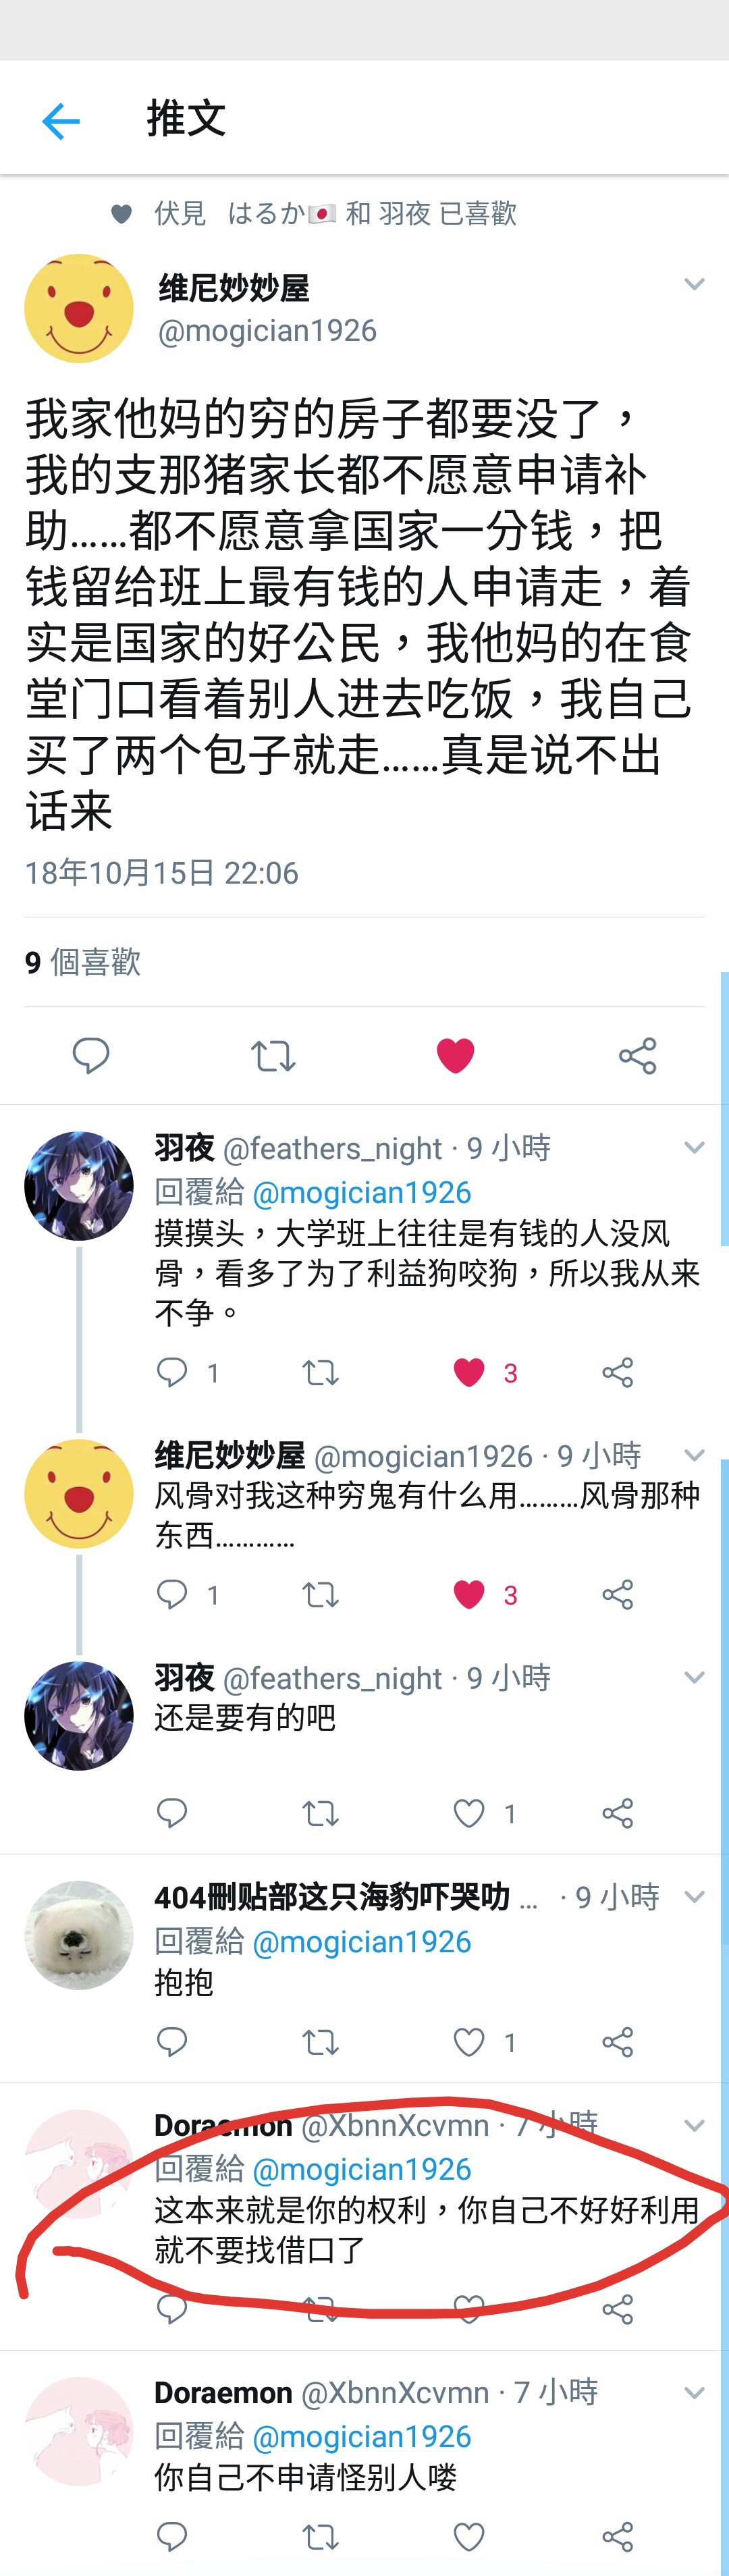 推文
伏見 はるか🇯🇵 和 羽夜 已喜歡
维尼妙妙屋
@mogician1926
我家他妈的穷的房子都要没了，
我的支那猪家长都不愿意申请补
助……都不愿意拿国家一分钱，把
钱留给班上最有钱的人申请走，着
实是国家的好公民，我他妈的在食
堂门口看着别人进去吃饭，我自己
买了两个包子就走……真是说不出
话来
18年10月15日 22:06
9 個喜歡
羽夜 @feathers_night · 9 小時
回覆給 @mogician1926
摸摸头，大学班上往往是有钱的人没风
骨，看多了为了利益狗咬狗，所以我从来
不争。
1 3
维尼妙妙屋 @mogician1926 · 9 小時
风骨对我这种穷鬼有什么用………风骨那种
东西…………
1 3
羽夜 @feathers_night · 9 小時
还是要有的吧
1
404刪贴部这只海豹吓哭叻 ... · 9 小時
回覆給 @mogician1926
抱抱
1
Doraemon @XbnnXcvmn · 7 小時
回覆給 @mogician1926
这本来就是你的权利，你自己不好好利用
就不要找借口了
Doraemon @XbnnXcvmn · 7 小時
回覆給 @mogician1926
你自己不申请怪别人喽